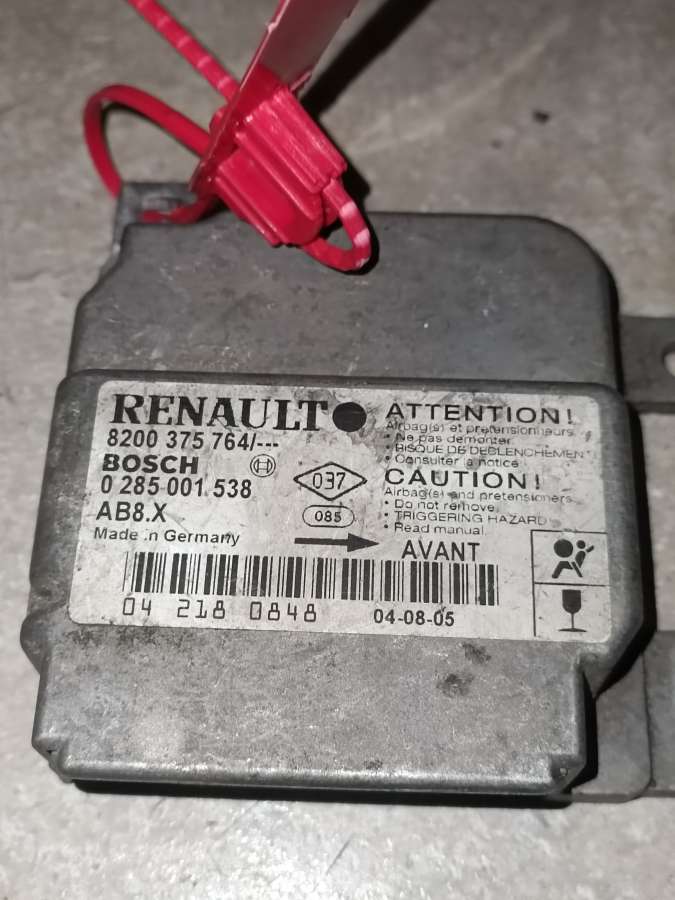 RENAULT
8200 375 764/---
BOSCH
0 285 001 538
AB8.X
Made in Germany
037
085
ATTENTION!
Airbag(s) et pretensionneurs
• Ne pas demonter.
• RISQUE DE DECLENCHEMENT
• Consulter la notice
CAUTION!
Airbag(s) and pretensioners
• Do not remove.
• TRIGGERING HAZARD
• Read manual.
AVANT
04 218 0848
04-08-05